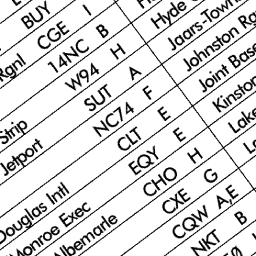 BUY I
Rgnl CGE B
14NC H
Strip W94 A
Jetport SUT F
NC74 E
CLT E
Douglas Intl EQY H
Monroe Exec CHO G
Albemarle CXE A,E
CQW B
NKT
Hyde
Jaars-Town
Johnston
Joint Base
Kinston
Lake